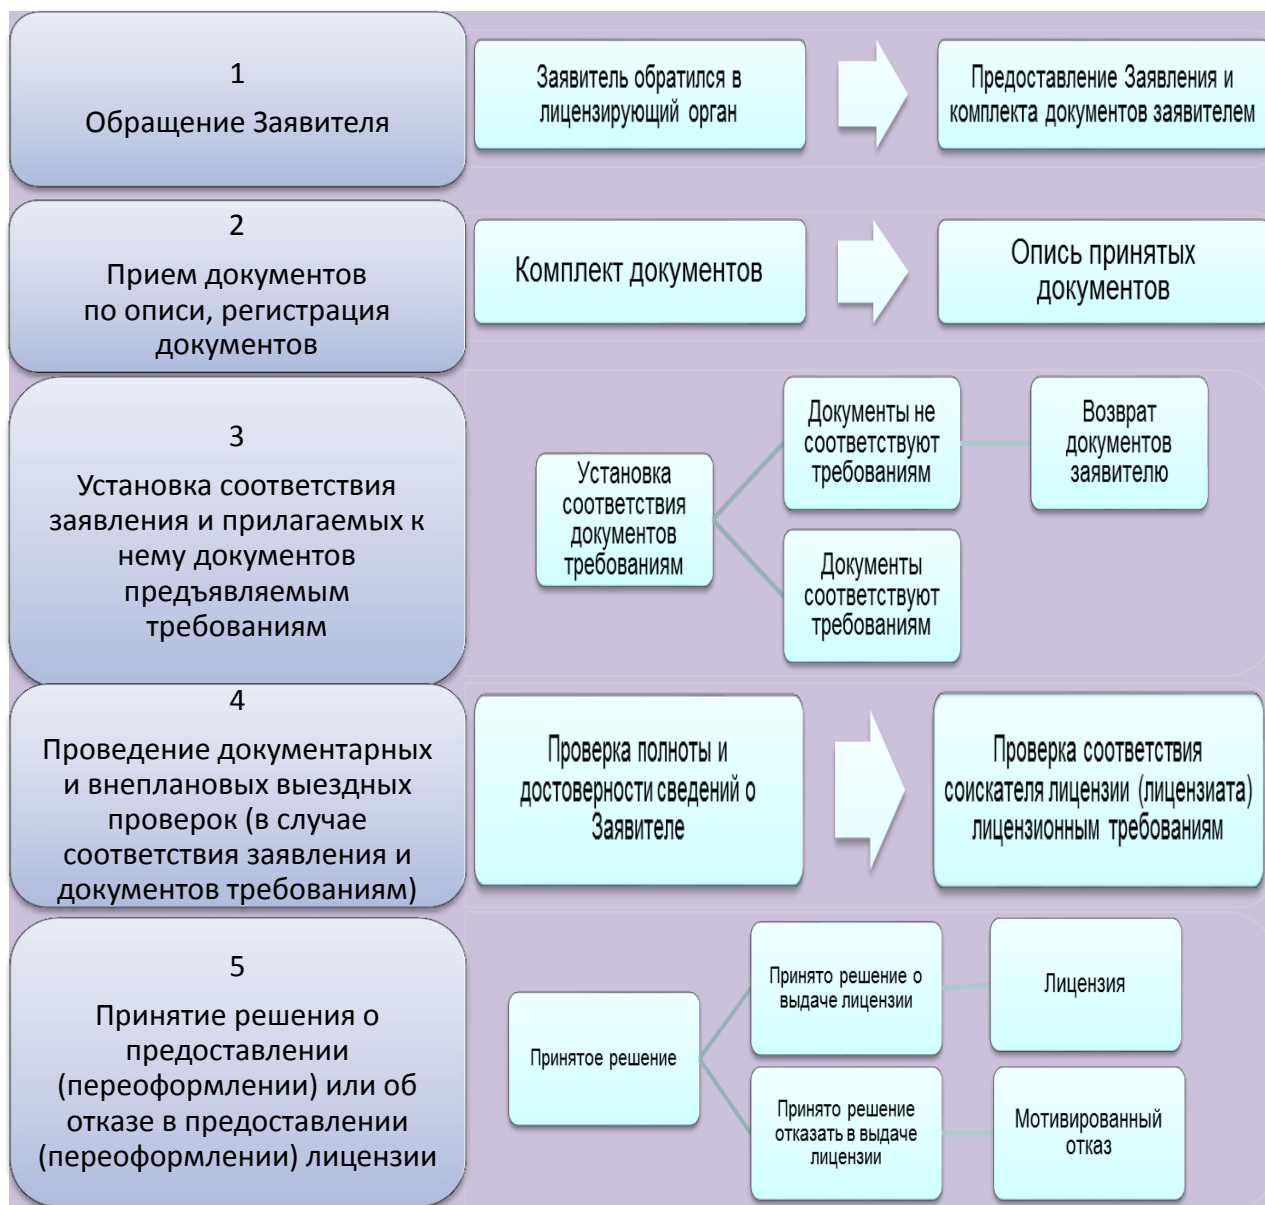 1
Обращение Заявителя
Заявитель обратился в
лицензирующий орган
Предоставление Заявления и
комплекта документов заявителем
2
Прием документов
по описи, регистрация
документов
Комплект документов
Опись принятых
документов
3
Установка соответствия
заявления и прилагаемых к
нему документов
предъявляемым
требованиям
Установка
соответствия
документов
требованиям
Документы не
соответствуют
требованиям
Возврат
документов
заявителю
Документы
соответствуют
требованиям
4
Проведение документарных
и внеплановых выездных
проверок (в случае
соответствия заявления и
документов требованиям)
Проверка полноты и
достоверности сведений о
Заявителе
Проверка соответствия
соискателя лицензии (лицензиата)
лицензионным требованиям
5
Принятие решения о
предоставлении
(переоформлении) или об
отказе в предоставлении
(переоформлении) лицензии
Принятое решение
Принято решение о
выдаче лицензии
Лицензия
Принято решение
отказать в выдаче
лицензии
Мотивированный
отказ